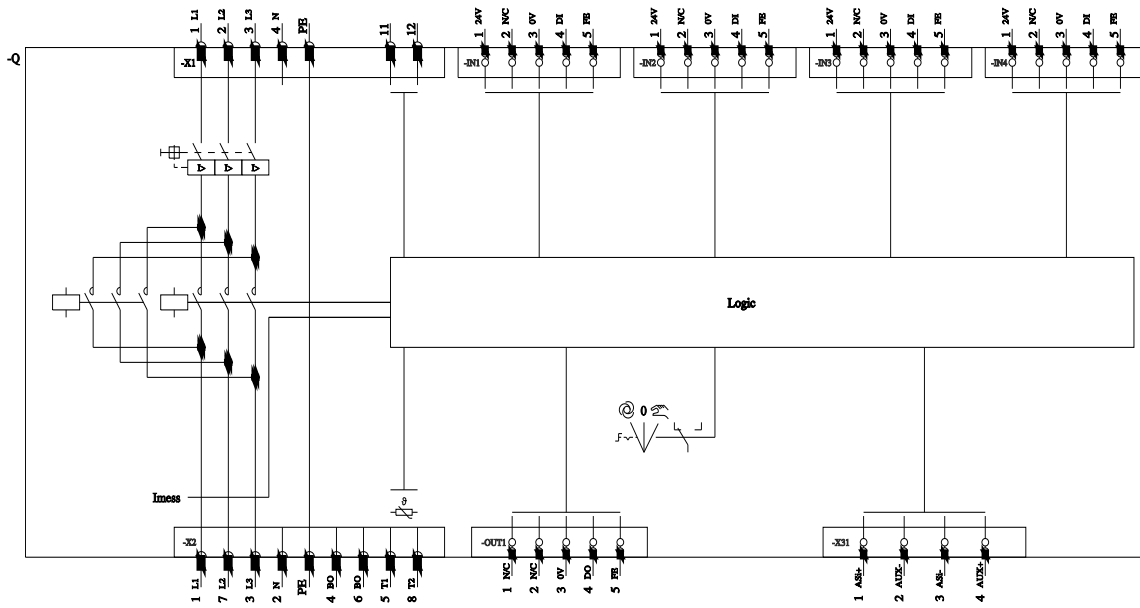 -Q
1 L1
2 L2
3 L3
4 N
PE
11
12
-X1
1 24V
2 N/C
3 0V
4 DI
5 FE
-IN1
1 24V
2 N/C
3 0V
4 DI
5 FE
-IN2
1 24V
2 N/C
3 0V
4 DI
5 FE
-IN3
1 24V
2 N/C
3 0V
4 DI
5 FE
-IN4
I>
I>
I>
Logic
0
Imess
ϑ
-X2
1 L1
7 L2
3 L3
2 N
PE
4 BO
6 BO
5 T1
8 T2
-OUT1
1 N/C
2 N/C
3 0V
4 DO
5 FE
-X31
1 ASi+
2 AUX-
3 ASi-
4 AUX+